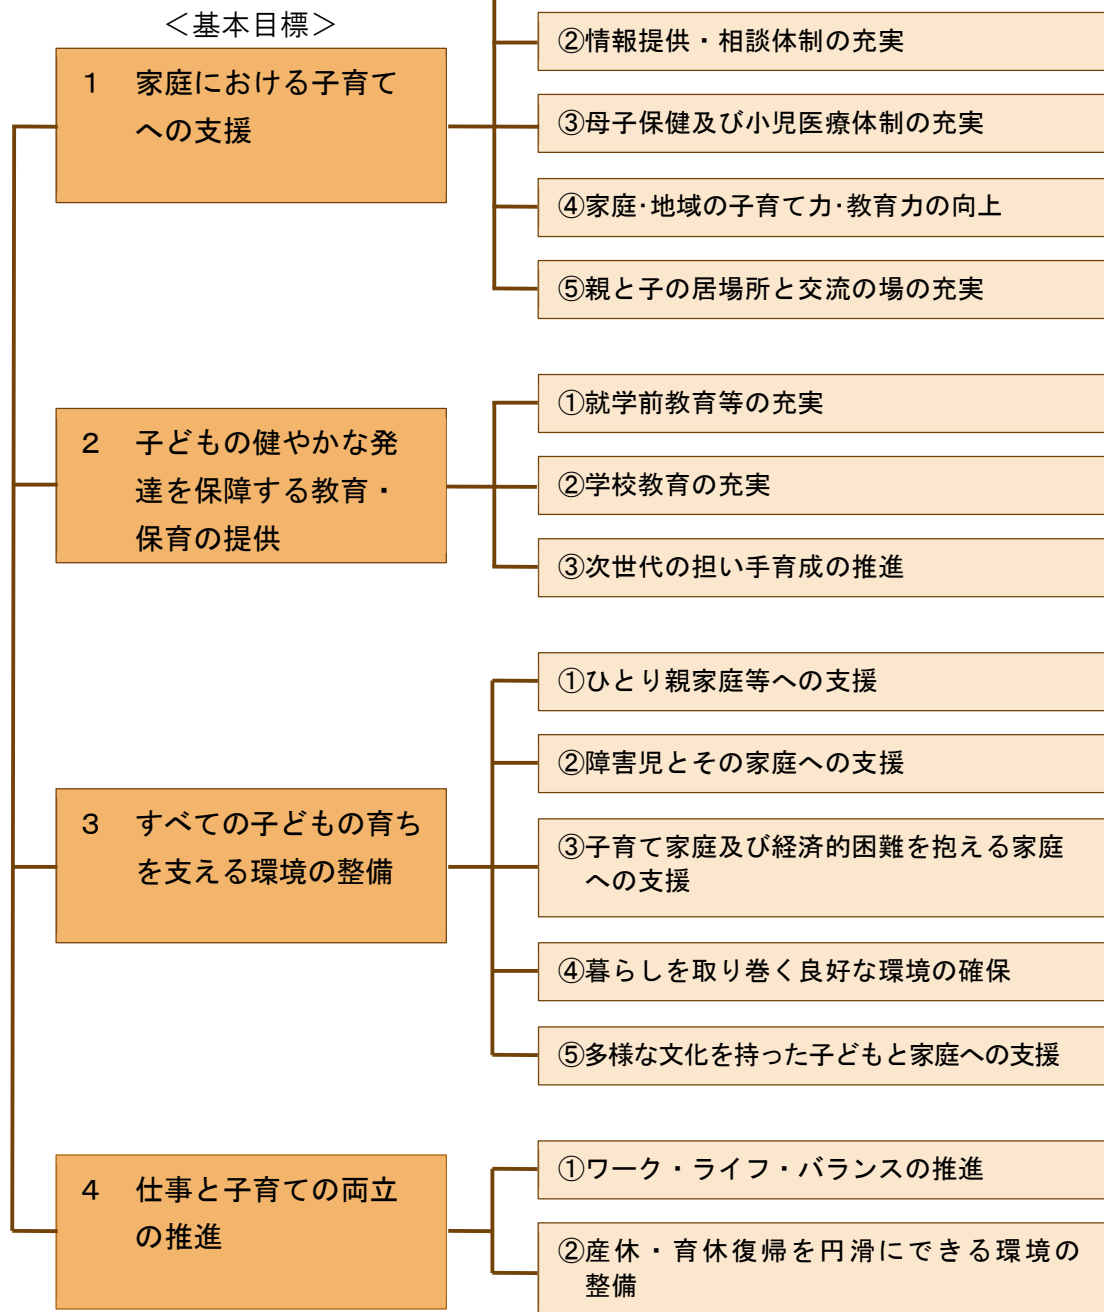 ＜基本目標＞
1 家庭における子育て
への支援
②情報提供・相談体制の充実
③母子保健及び小児医療体制の充実
④家庭・地域の子育て力・教育力の向上
⑤親と子の居場所と交流の場の充実
2 子どもの健やかな発
達を保障する教育・
保育の提供
①就学前教育等の充実
②学校教育の充実
③次世代の担い手育成の推進
3 すべての子どもの育ち
を支える環境の整備
①ひとり親家庭等への支援
②障害児とその家庭への支援
③子育て家庭及び経済的困難を抱える家庭
への支援
④暮らしを取り巻く良好な環境の確保
⑤多様な文化を持った子どもと家庭への支援
4 仕事と子育ての両立
の推進
①ワーク・ライフ・バランスの推進
②産休・育休復帰を円滑にできる環境の
整備